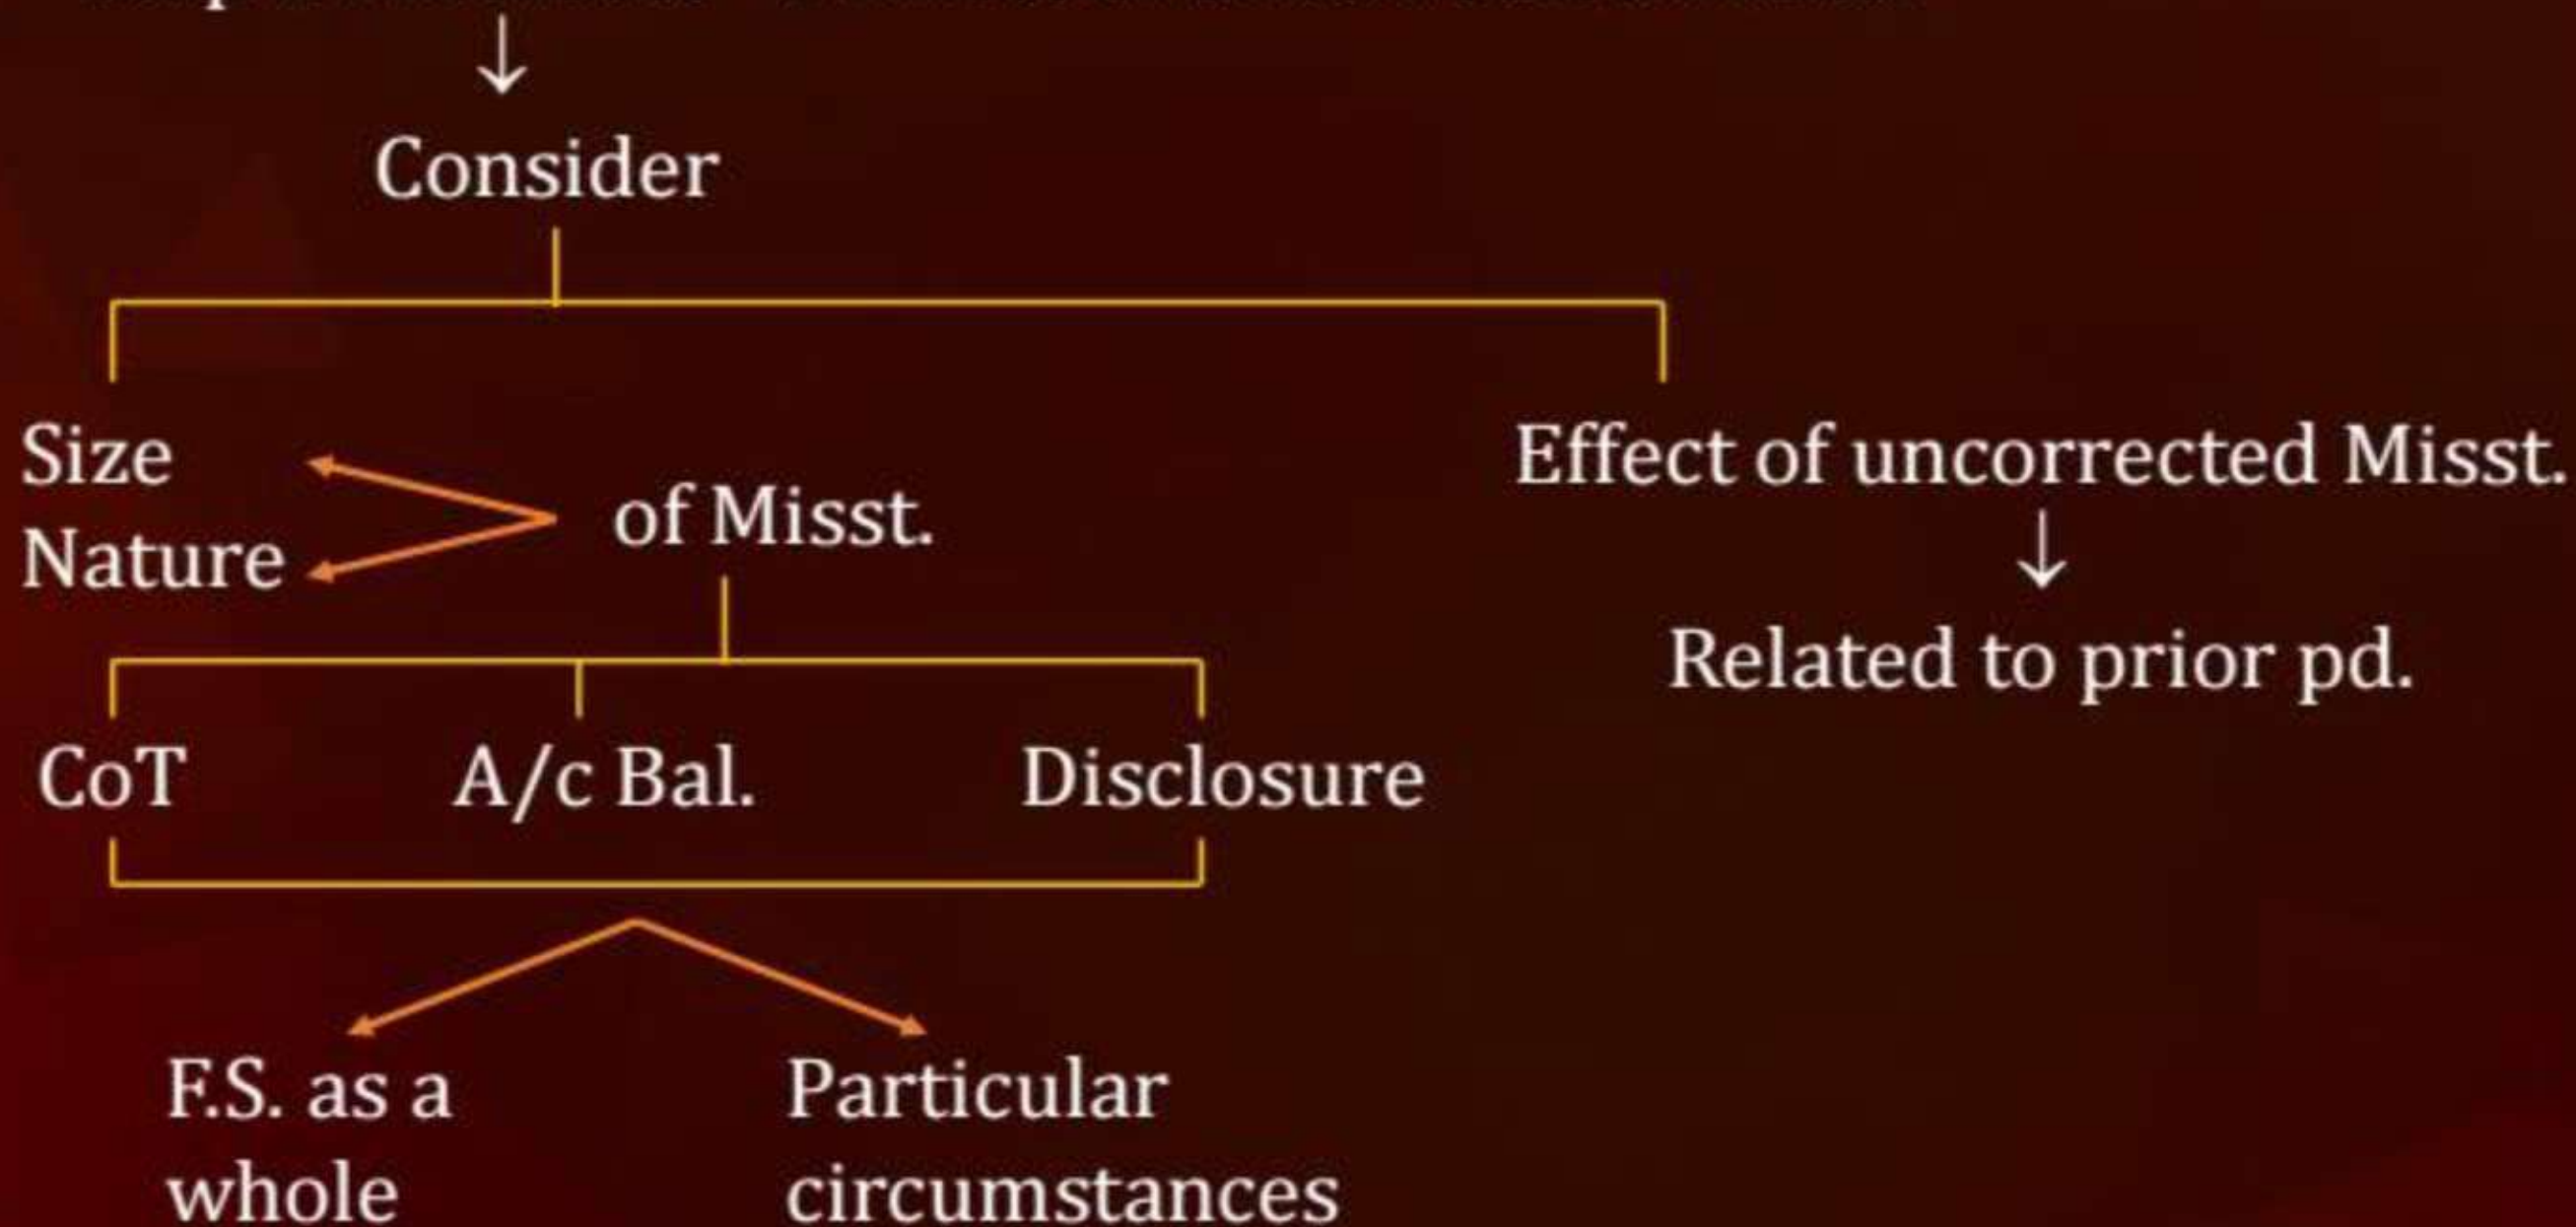 Consider
Size
Nature
of Misst.
Effect of uncorrected Misst.
Related to prior pd.
CoT
A/c Bal.
Disclosure
F.S. as a
whole
Particular
circumstances